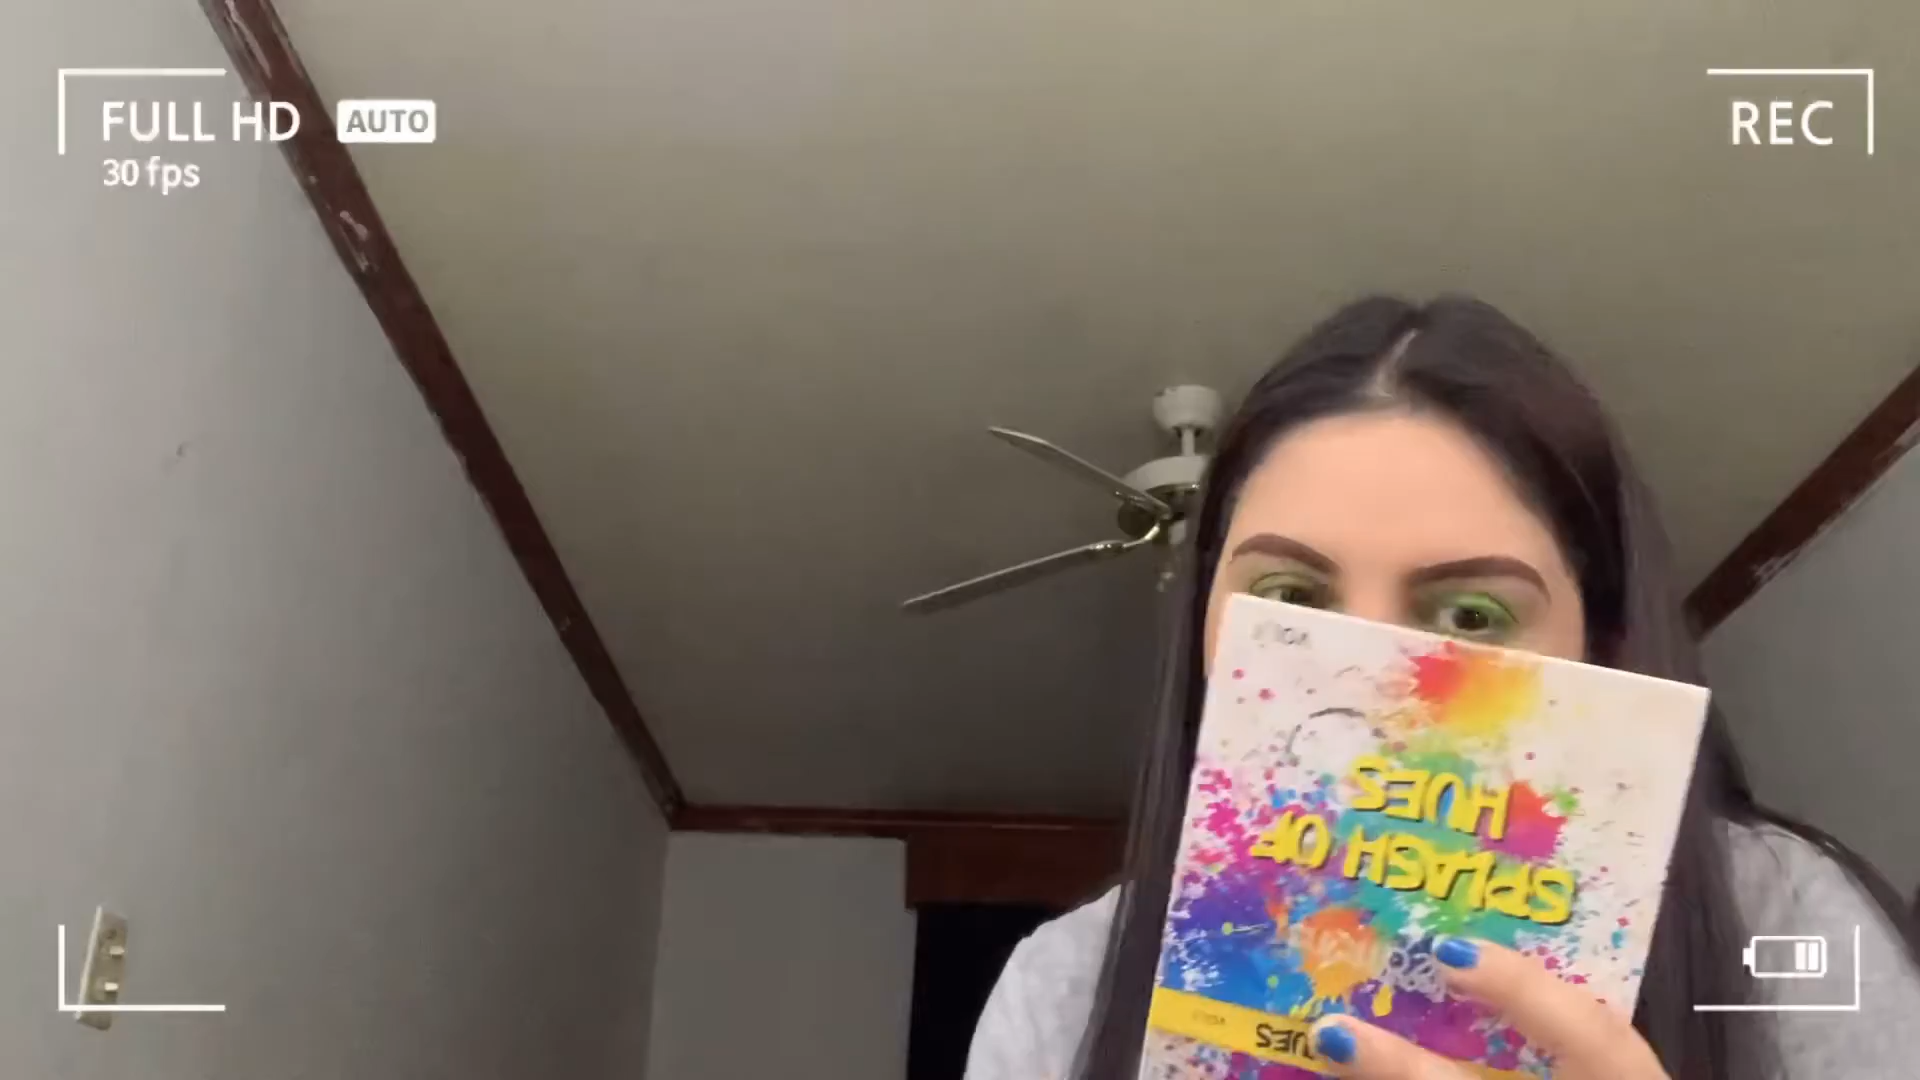 FULL HD AUTO
30 fps
REC
SPLASH OF
HUES